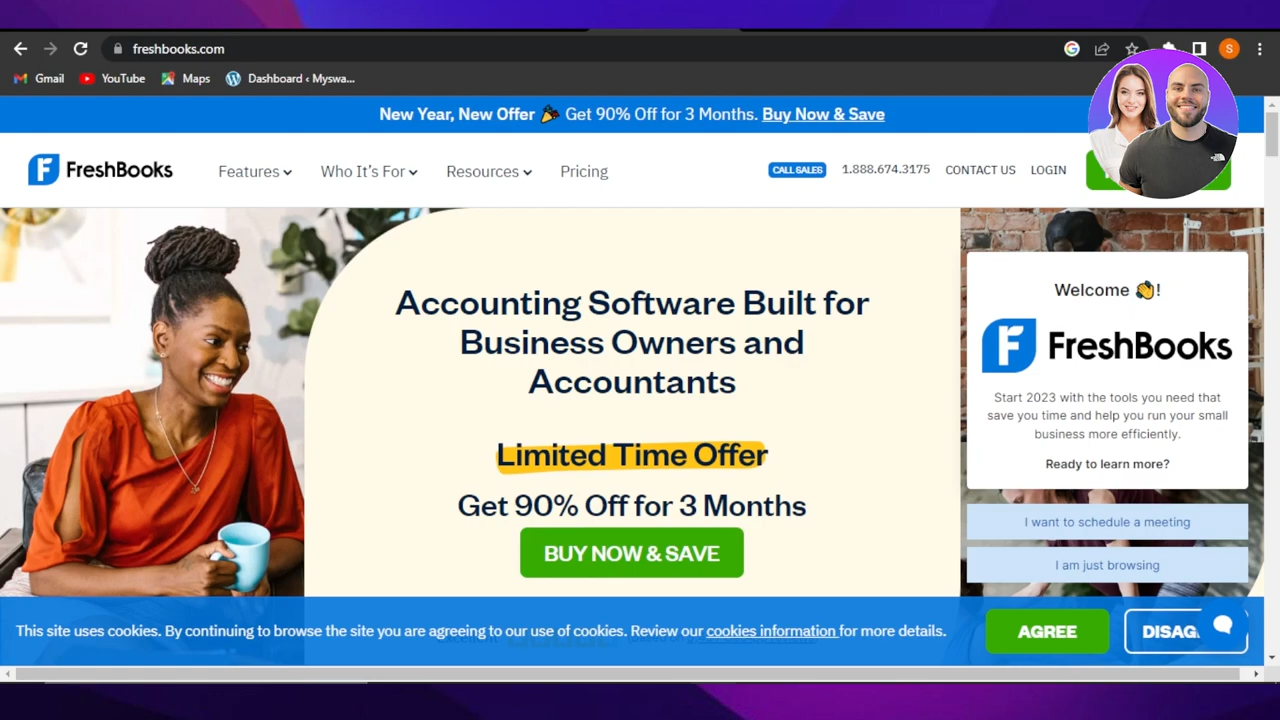 freshbooks.com
Gmail YouTube Maps Dashboard ‹ Myswa...
New Year, New Offer 🎉 Get 90% Off for 3 Months. Buy Now & Save
FreshBooks Features Who It's For Resources Pricing CALL SALES 1.888.674.3175 CONTACT US LOGIN
Accounting Software Built for
Business Owners and
Accountants
Limited Time Offer
Get 90% Off for 3 Months
BUY NOW & SAVE
Welcome 👋!
FreshBooks
Start 2023 with the tools you need that
save you time and help you run your small
business more efficiently.
Ready to learn more?
I want to schedule a meeting
I am just browsing
This site uses cookies. By continuing to browse the site you are agreeing to our use of cookies. Review our cookies information for more details.
AGREE
DISAG